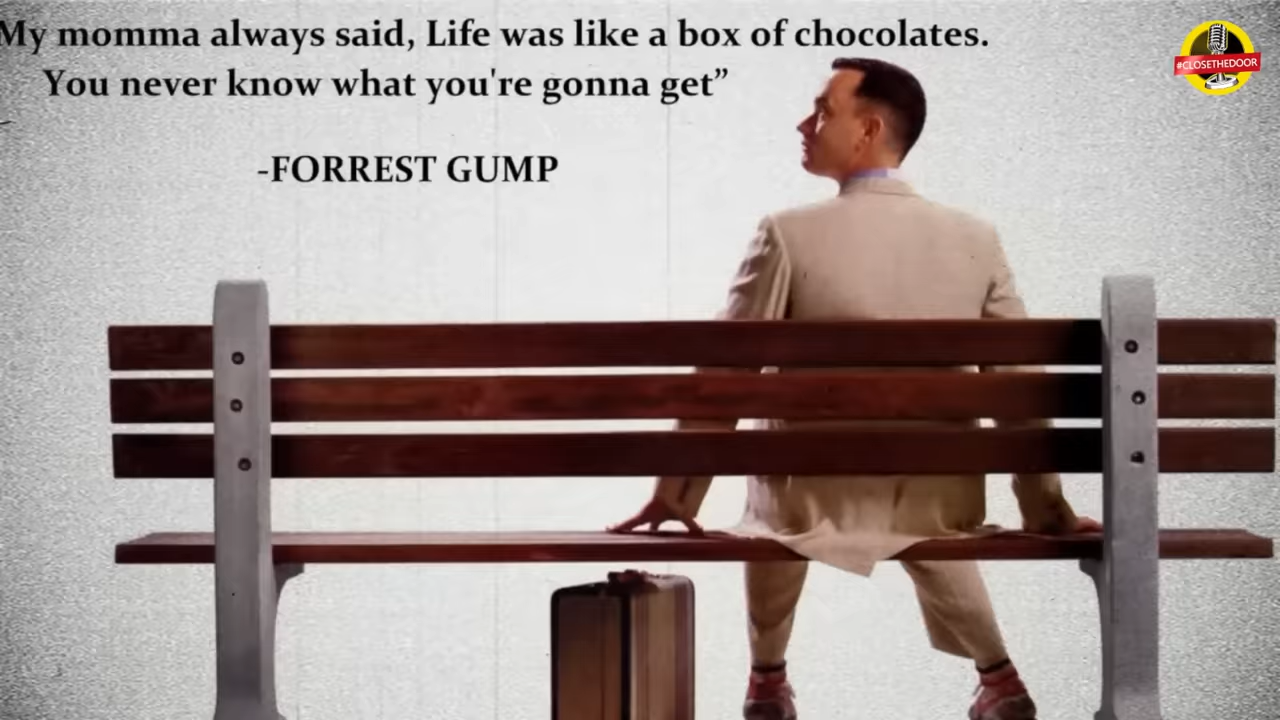 My momma always said, Life was like a box of chocolates.
You never know what you're gonna get”
-FORREST GUMP
#CLOSETHEDOOR